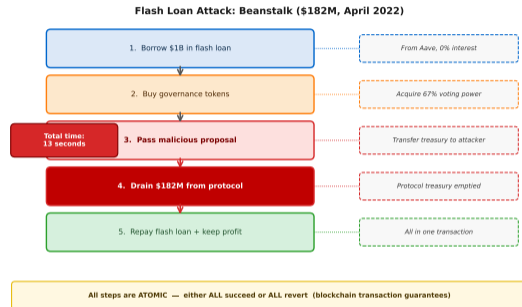 Flash Loan Attack: Beanstalk ($182M, April 2022)
1. Borrow $1B in flash loan
From Aave, 0% interest
2. Buy governance tokens
Acquire 67% voting power
Total time:
13 seconds
3. Pass malicious proposal
Transfer treasury to attacker
4. Drain $182M from protocol
Protocol treasury emptied
5. Repay flash loan + keep profit
All in one transaction
All steps are ATOMIC — either ALL succeed or ALL revert (blockchain transaction guarantees)